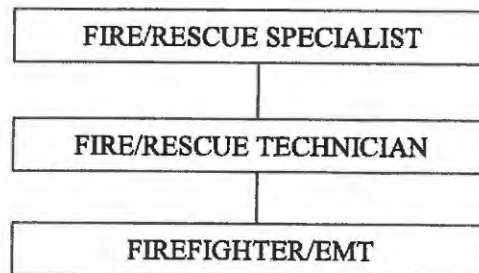 FIRE/RESCUE SPECIALIST
FIRE/RESCUE TECHNICIAN
FIREFIGHTER/EMT